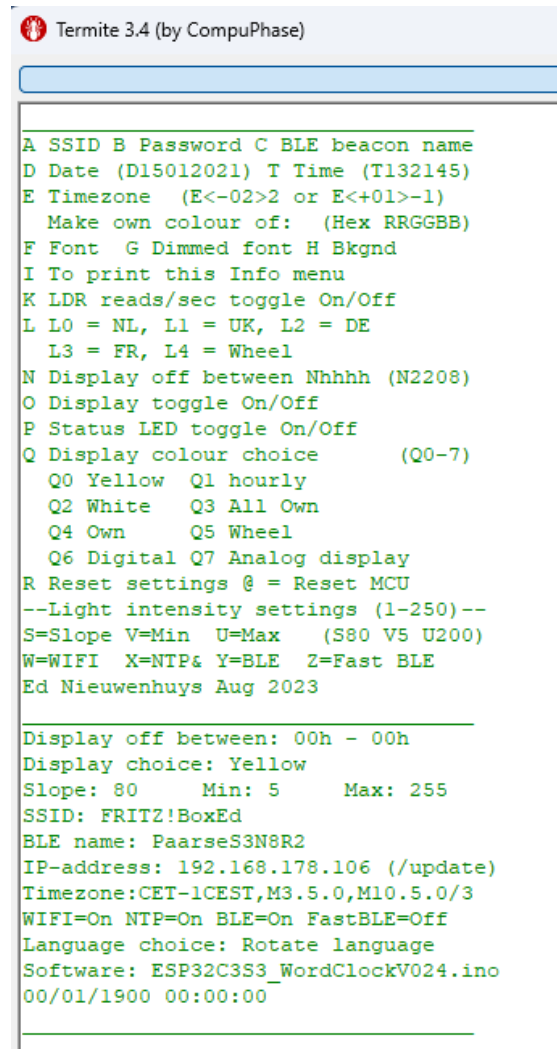 Termite 3.4 (by CompuPhase)
A SSID B Password C BLE beacon name
D Date (D15012021) T Time (T132145)
E Timezone  (E<-02>2 or E<+01>-1)
  Make own colour of:  (Hex RRGGBB)
F Font  G Dimmed font H Bkgnd
I To print this Info menu
K LDR reads/sec toggle On/Off
L L0 = NL, L1 = UK, L2 = DE
  L3 = FR, L4 = Wheel
N Display off between Nhhhh (N2208)
O Display toggle On/Off
P Status LED toggle On/Off
Q Display colour choice      (Q0-7)
  Q0 Yellow  Q1 hourly
  Q2 White   Q3 All Own
  Q4 Own     Q5 Wheel
  Q6 Digital Q7 Analog display
R Reset settings @ = Reset MCU
--Light intensity settings (1-250)--
S=Slope V=Min  U=Max   (S80 V5 U200)
W=WIFI  X=NTP& Y=BLE  Z=Fast BLE
Ed Nieuwenhuys Aug 2023
Display off between: 00h - 00h
Display choice: Yellow
Slope: 80     Min: 5     Max: 255
SSID: FRITZ!BoxEd
BLE name: PaarseS3N8R2
IP-address: 192.168.178.106 (/update)
Timezone:CET-1CEST,M3.5.0,M10.5.0/3
WIFI=On NTP=On BLE=On FastBLE=Off
Language choice: Rotate language
Software: ESP32C3S3_WordClockV024.ino
00/01/1900 00:00:00